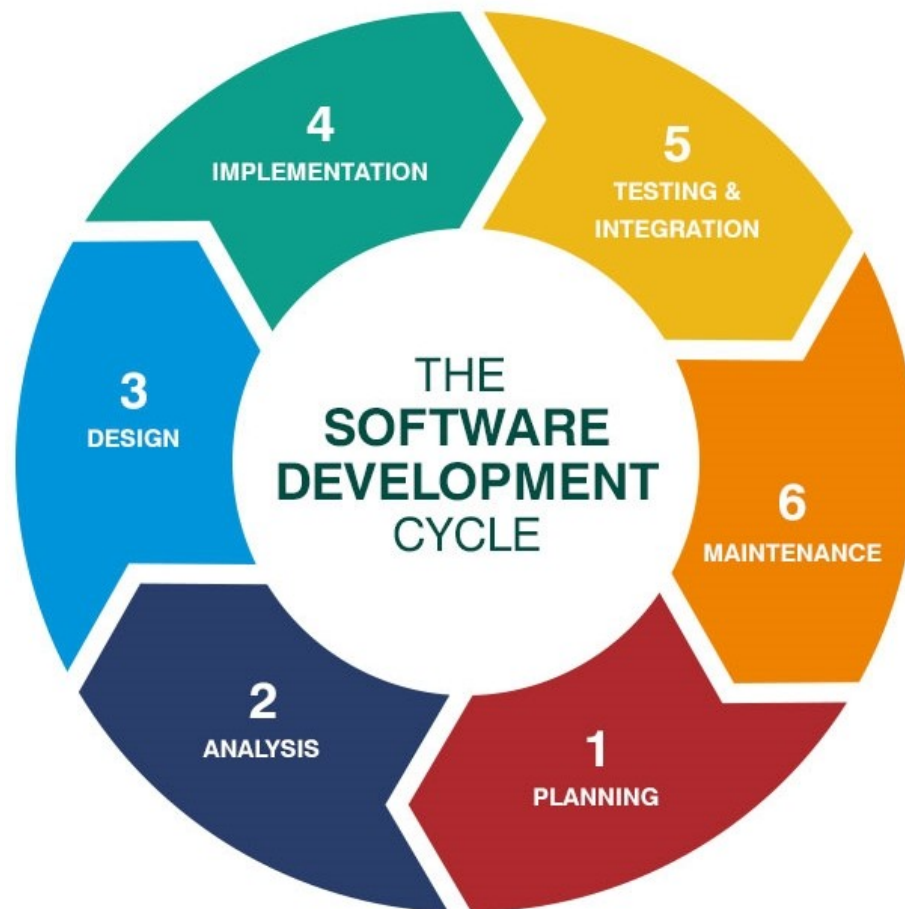 THE
SOFTWARE
DEVELOPMENT
CYCLE
1
PLANNING
2
ANALYSIS
3
DESIGN
4
IMPLEMENTATION
5
TESTING &
INTEGRATION
6
MAINTENANCE